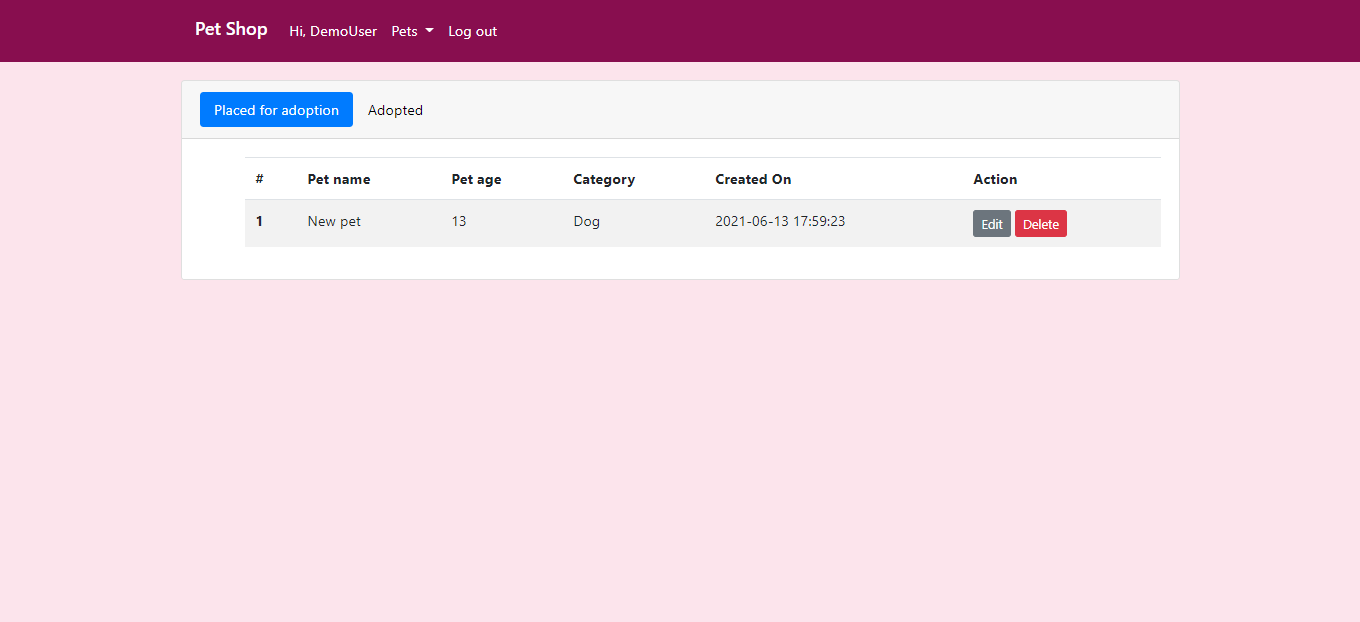 Pet Shop Hi, DemoUser Pets Log out
Placed for adoption Adopted
# Pet name Pet age Category Created On Action
1 New pet 13 Dog 2021-06-13 17:59:23 Edit Delete